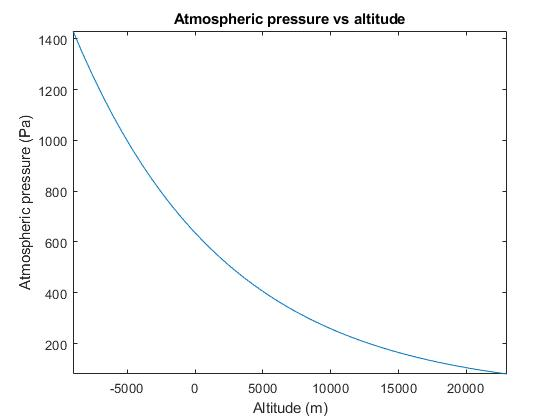 Atmospheric pressure vs altitude
1400
1200
1000
800
600
400
200
Atmospheric pressure (Pa)
-5000 0 5000 10000 15000 20000
Altitude (m)